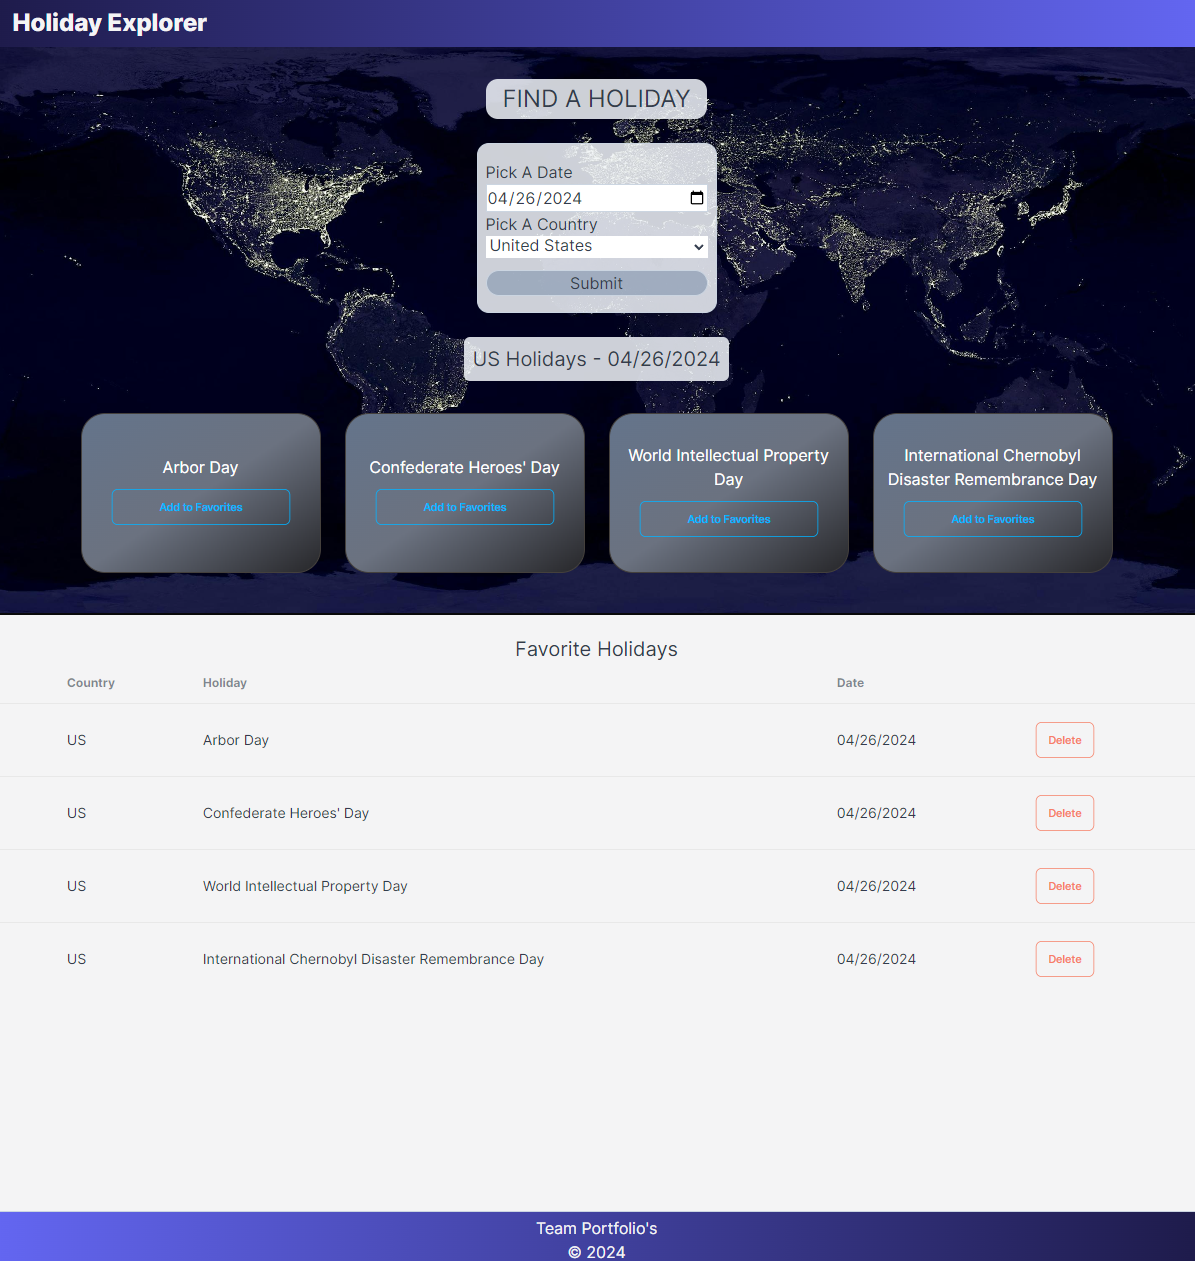 Holiday Explorer
FIND A HOLIDAY
Pick A Date
04/26/2024
Pick A Country
United States
Submit
US Holidays - 04/26/2024
Arbor Day
Add to Favorites
Confederate Heroes' Day
Add to Favorites
World Intellectual Property
Day
Add to Favorites
International Chernobyl
Disaster Remembrance Day
Add to Favorites
Favorite Holidays
Country Holiday Date
US Arbor Day 04/26/2024 Delete
US Confederate Heroes' Day 04/26/2024 Delete
US World Intellectual Property Day 04/26/2024 Delete
US International Chernobyl Disaster Remembrance Day 04/26/2024 Delete
Team Portfolio's
© 2024